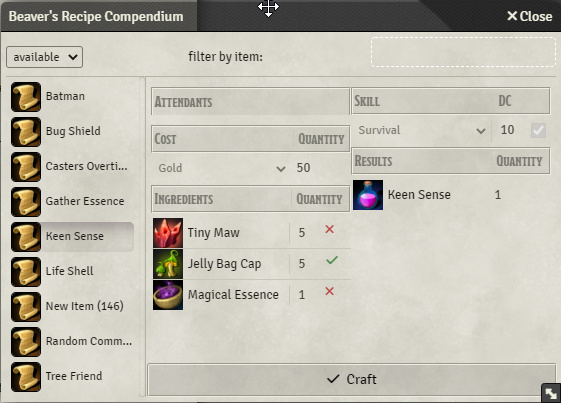 Beaver's Recipe Compendium
Close
available
filter by item:
Batman
Bug Shield
Casters Overti...
Gather Essence
Keen Sense
Life Shell
New Item (146)
Random Comm...
Tree Friend
Attendants
Cost Quantity
Gold 50
Ingredients Quantity
Tiny Maw 5
Jelly Bag Cap 5
Magical Essence 1
Skill DC
Survival 10
Results Quantity
Keen Sense 1
Craft